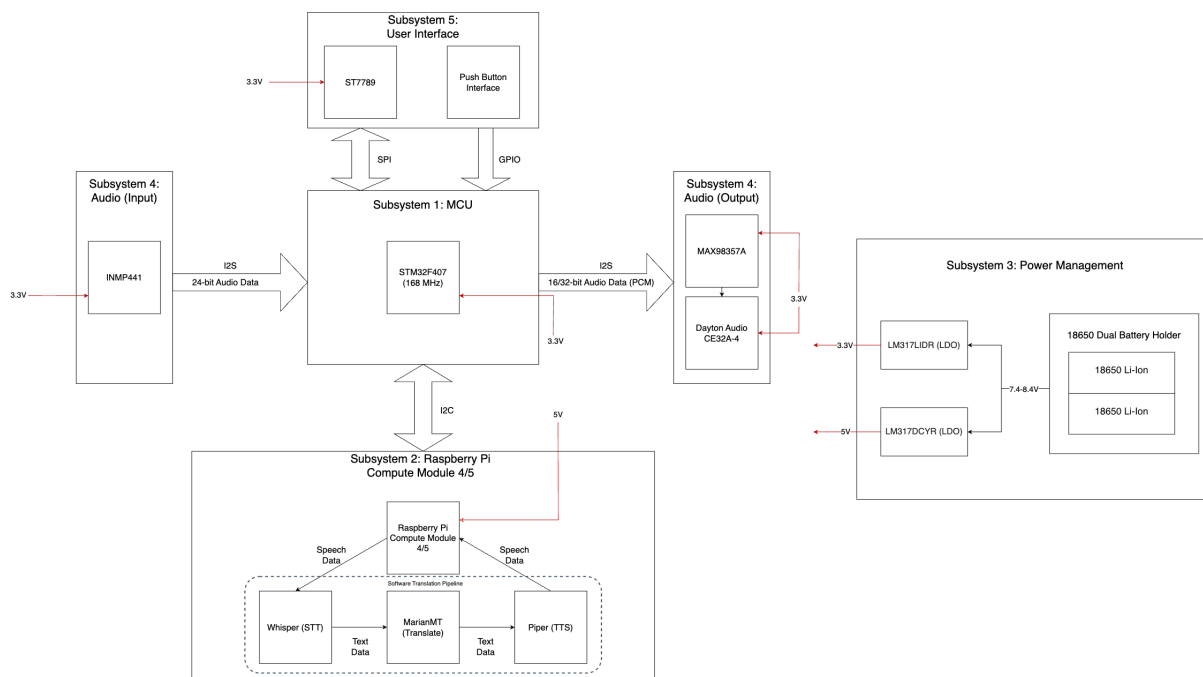 Subsystem 5:
User Interface
ST7789
Push Button
Interface
3.3V
SPI
GPIO
Subsystem 4:
Audio (Input)
INMP441
3.3V
I2S
24-bit Audio Data
Subsystem 1: MCU
STM32F407
(168 MHz)
3.3V
I2S
16/32-bit Audio Data (PCM)
Subsystem 4:
Audio (Output)
MAX98357A
Dayton Audio
CE32A-4
3.3V
Subsystem 3: Power Management
3.3V
LM317LIDR (LDO)
5V
LM317DCYR (LDO)
7.4-8.4V
18650 Dual Battery Holder
18650 Li-Ion
18650 Li-Ion
I2C
5V
Subsystem 2: Raspberry Pi
Compute Module 4/5
Raspberry Pi
Compute Module
4/5
Speech
Data
Speech
Data
Software Translation Pipeline
Whisper (STT)
Text
Data
MarianMT
(Translate)
Text
Data
Piper (TTS)